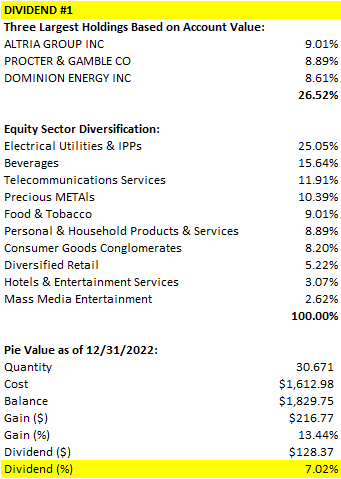 DIVIDEND #1
Three Largest Holdings Based on Account Value:
ALTRIA GROUP INC 9.01%
PROCTER & GAMBLE CO 8.89%
DOMINION ENERGY INC 8.61%
26.52%
Equity Sector Diversification:
Electrical Utilities & IPPs 25.05%
Beverages 15.64%
Telecommunications Services 11.91%
Precious METAls 10.39%
Food & Tobacco 9.01%
Personal & Household Products & Services 8.89%
Consumer Goods Conglomerates 8.20%
Diversified Retail 5.22%
Hotels & Entertainment Services 3.07%
Mass Media Entertainment 2.62%
100.00%
Pie Value as of 12/31/2022:
Quantity 30.671
Cost $1,612.98
Balance $1,829.75
Gain ($) $216.77
Gain (%) 13.44%
Dividend ($) $128.37
Dividend (%) 7.02%